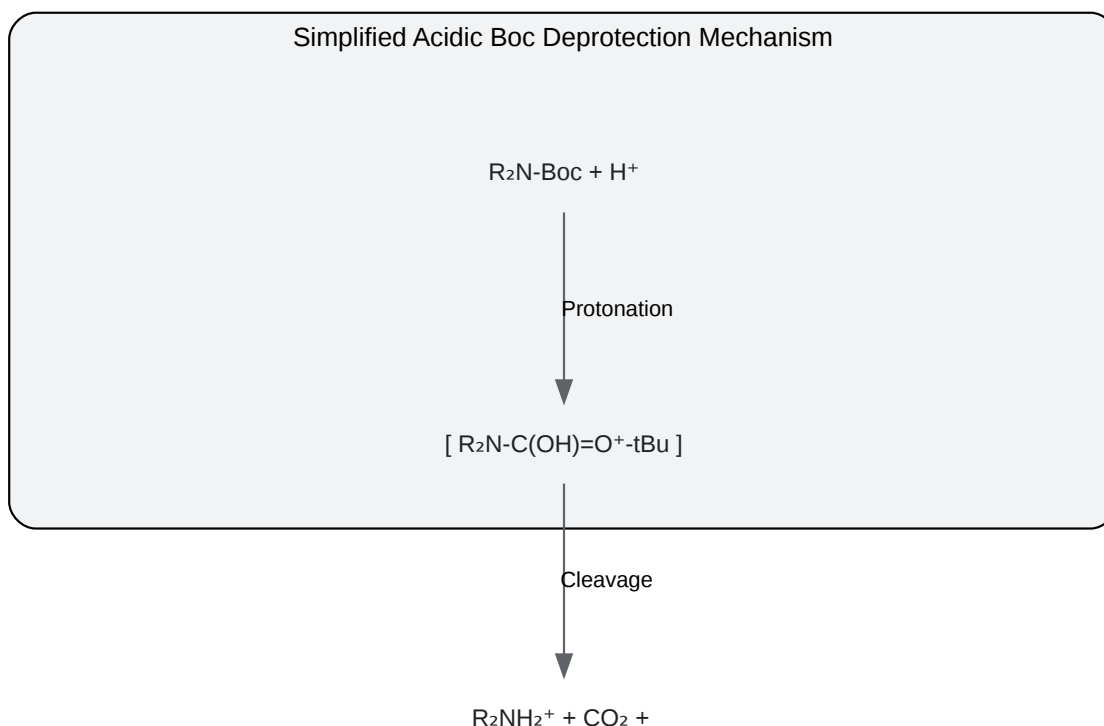 Simplified Acidic Boc Deprotection Mechanism
R₂N-Boc + H⁺
Protonation
[ R₂N-C(OH)=O⁺-tBu ]
Cleavage
R₂NH₂⁺ + CO₂ +